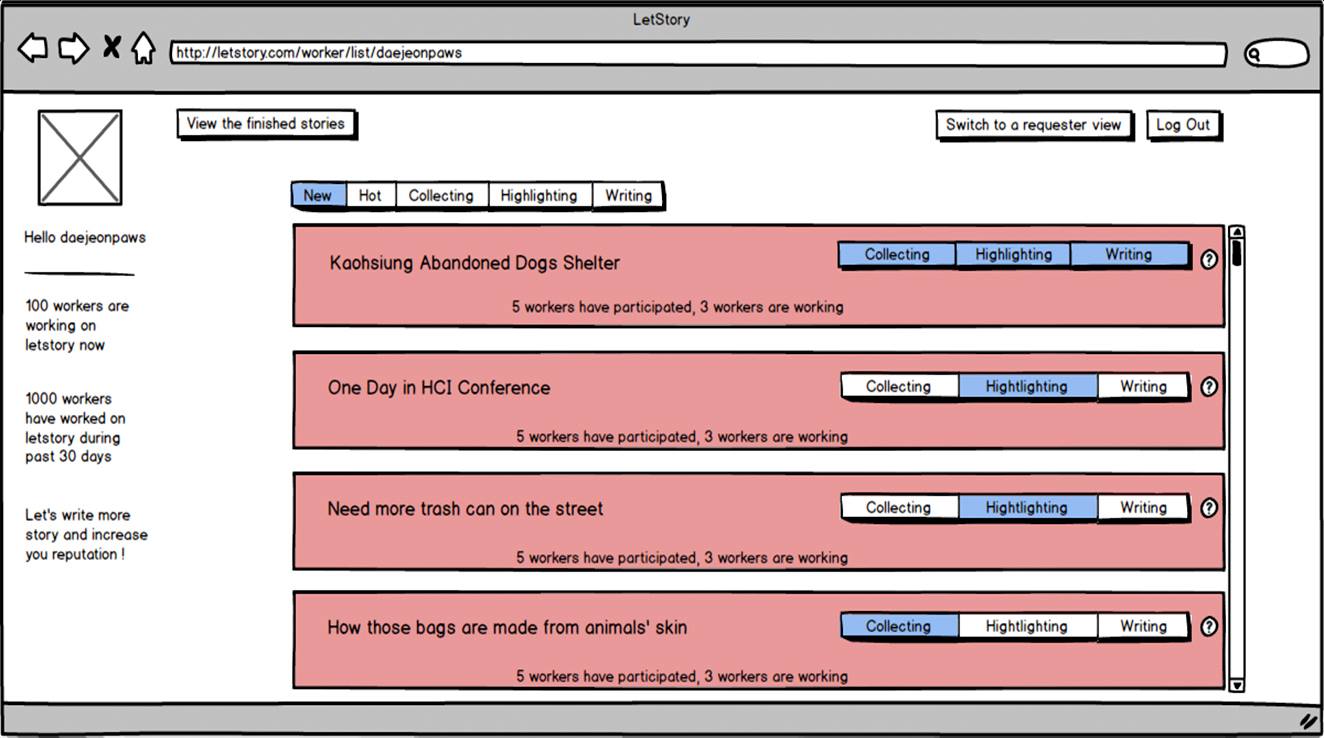 LetStory
http://letstory.com/worker/list/daejeonpaws
View the finished stories
Switch to a requester view
Log Out
New Hot Collecting Highlighting Writing
Hello daejeonpaws
100 workers are
working on
letstory now
1000 workers
have worked on
letstory during
past 30 days
Let's write more
story and increase
you reputation !
Kaohsiung Abandoned Dogs Shelter
Collecting Highlighting Writing ?
5 workers have participated, 3 workers are working
One Day in HCI Conference
Collecting Hightlighting Writing ?
5 workers have participated, 3 workers are working
Need more trash can on the street
Collecting Hightlighting Writing ?
5 workers have participated, 3 workers are working
How those bags are made from animals' skin
Collecting Hightlighting Writing ?
5 workers have participated, 3 workers are working